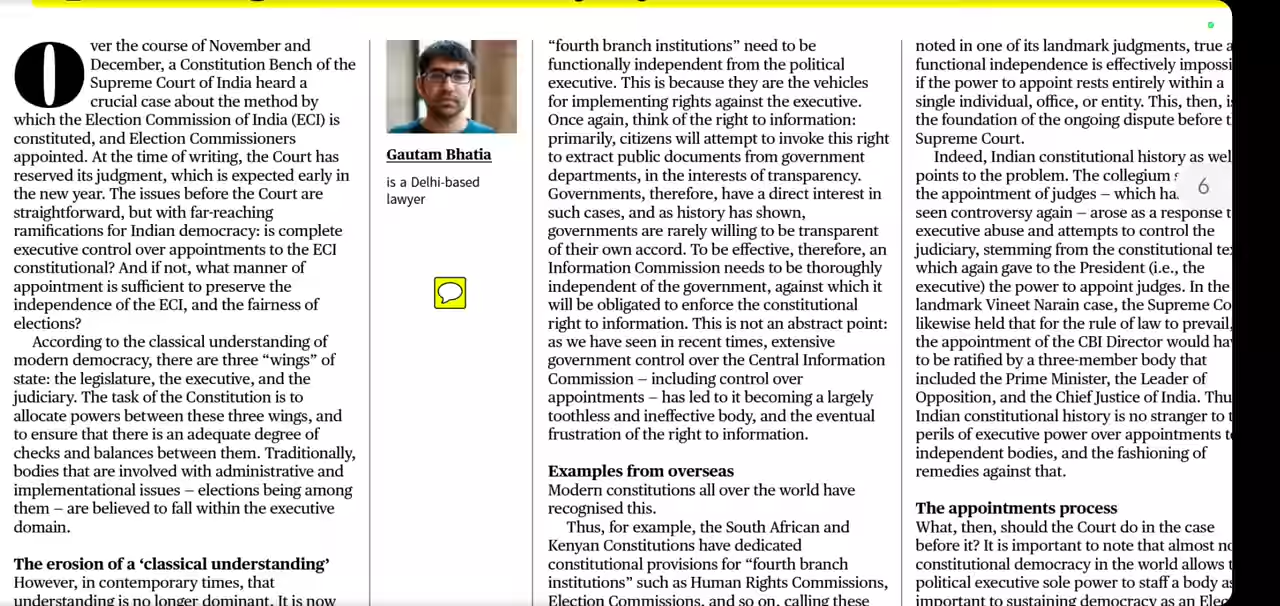 Over the course of November and
December, a Constitution Bench of the
Supreme Court of India heard a
crucial case about the method by
which the Election Commission of India (ECI) is
constituted, and Election Commissioners
appointed. At the time of writing, the Court has
reserved its judgment, which is expected early in
the new year. The issues before the Court are
straightforward, but with far-reaching
ramifications for Indian democracy: is complete
executive control over appointments to the ECI
constitutional? And if not, what manner of
appointment is sufficient to preserve the
independence of the ECI, and the fairness of
elections?
According to the classical understanding of
modern democracy, there are three “wings” of
state: the legislature, the executive, and the
judiciary. The task of the Constitution is to
allocate powers between these three wings, and
to ensure that there is an adequate degree of
checks and balances between them. Traditionally,
bodies that are involved with administrative and
implementational issues — elections being among
them — are believed to fall within the executive
domain.
The erosion of a ‘classical understanding’
However, in contemporary times, that
understanding is no longer dominant. It is now
Gautam Bhatia
is a Delhi-based
lawyer
“fourth branch institutions” need to be
functionally independent from the political
executive. This is because they are the vehicles
for implementing rights against the executive.
Once again, think of the right to information:
primarily, citizens will attempt to invoke this right
to extract public documents from government
departments, in the interests of transparency.
Governments, therefore, have a direct interest in
such cases, and as history has shown,
governments are rarely willing to be transparent
of their own accord. To be effective, therefore, an
Information Commission needs to be thoroughly
independent of the government, against which it
will be obligated to enforce the constitutional
right to information. This is not an abstract point:
as we have seen in recent times, extensive
government control over the Central Information
Commission — including control over
appointments — has led to it becoming a largely
toothless and ineffective body, and the eventual
frustration of the right to information.
Examples from overseas
Modern constitutions all over the world have
recognised this.
Thus, for example, the South African and
Kenyan Constitutions have dedicated
constitutional provisions for “fourth branch
institutions” such as Human Rights Commissions,
Election Commissions, and so on, calling these
noted in one of its landmark judgments, true
functional independence is effectively
if the power to appoint rests entirely within a
single individual, office, or entity. This, then,
the foundation of the ongoing dispute before
Supreme Court.
Indeed, Indian constitutional history as
points to the problem. The collegium
the appointment of judges — which
seen controversy again — arose as a response
executive abuse and attempts to control the
judiciary, stemming from the constitutional
which again gave to the President (i.e., the
executive) the power to appoint judges. In the
landmark Vineet Narain case, the Supreme
likewise held that for the rule of law to prevail,
the appointment of the CBI Director would
to be ratified by a three-member body that
included the Prime Minister, the Leader of
Opposition, and the Chief Justice of India.
Indian constitutional history is no stranger to
perils of executive power over appointments
independent bodies, and the fashioning of
remedies against that.
The appointments process
What, then, should the Court do in the case
before it? It is important to note that almost
constitutional democracy in the world allows
political executive sole power to staff a body
important to sustaining democracy as an
6